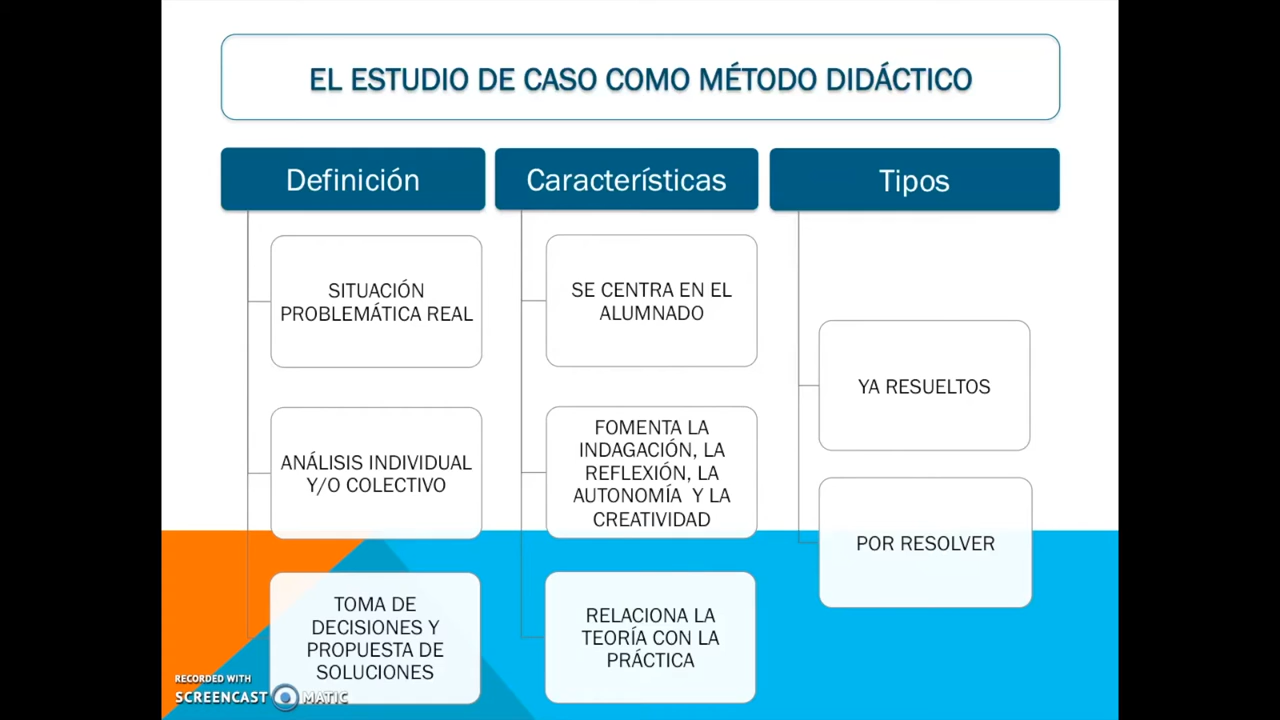 EL ESTUDIO DE CASO COMO MÉTODO DIDÁCTICO
Definición
SITUACIÓN
PROBLEMÁTICA REAL
ANÁLISIS INDIVIDUAL
Y/O COLECTIVO
TOMA DE
DECISIONES Y
PROPUESTA DE
SOLUCIONES
Características
SE CENTRA EN EL
ALUMNADO
FOMENTA LA
INDAGACIÓN, LA
REFLEXIÓN, LA
AUTONOMÍA Y LA
CREATIVIDAD
RELACIONA LA
TEORÍA CON LA
PRÁCTICA
Tipos
YA RESUELTOS
POR RESOLVER
RECORDED WITH
SCREENCAST MATIC